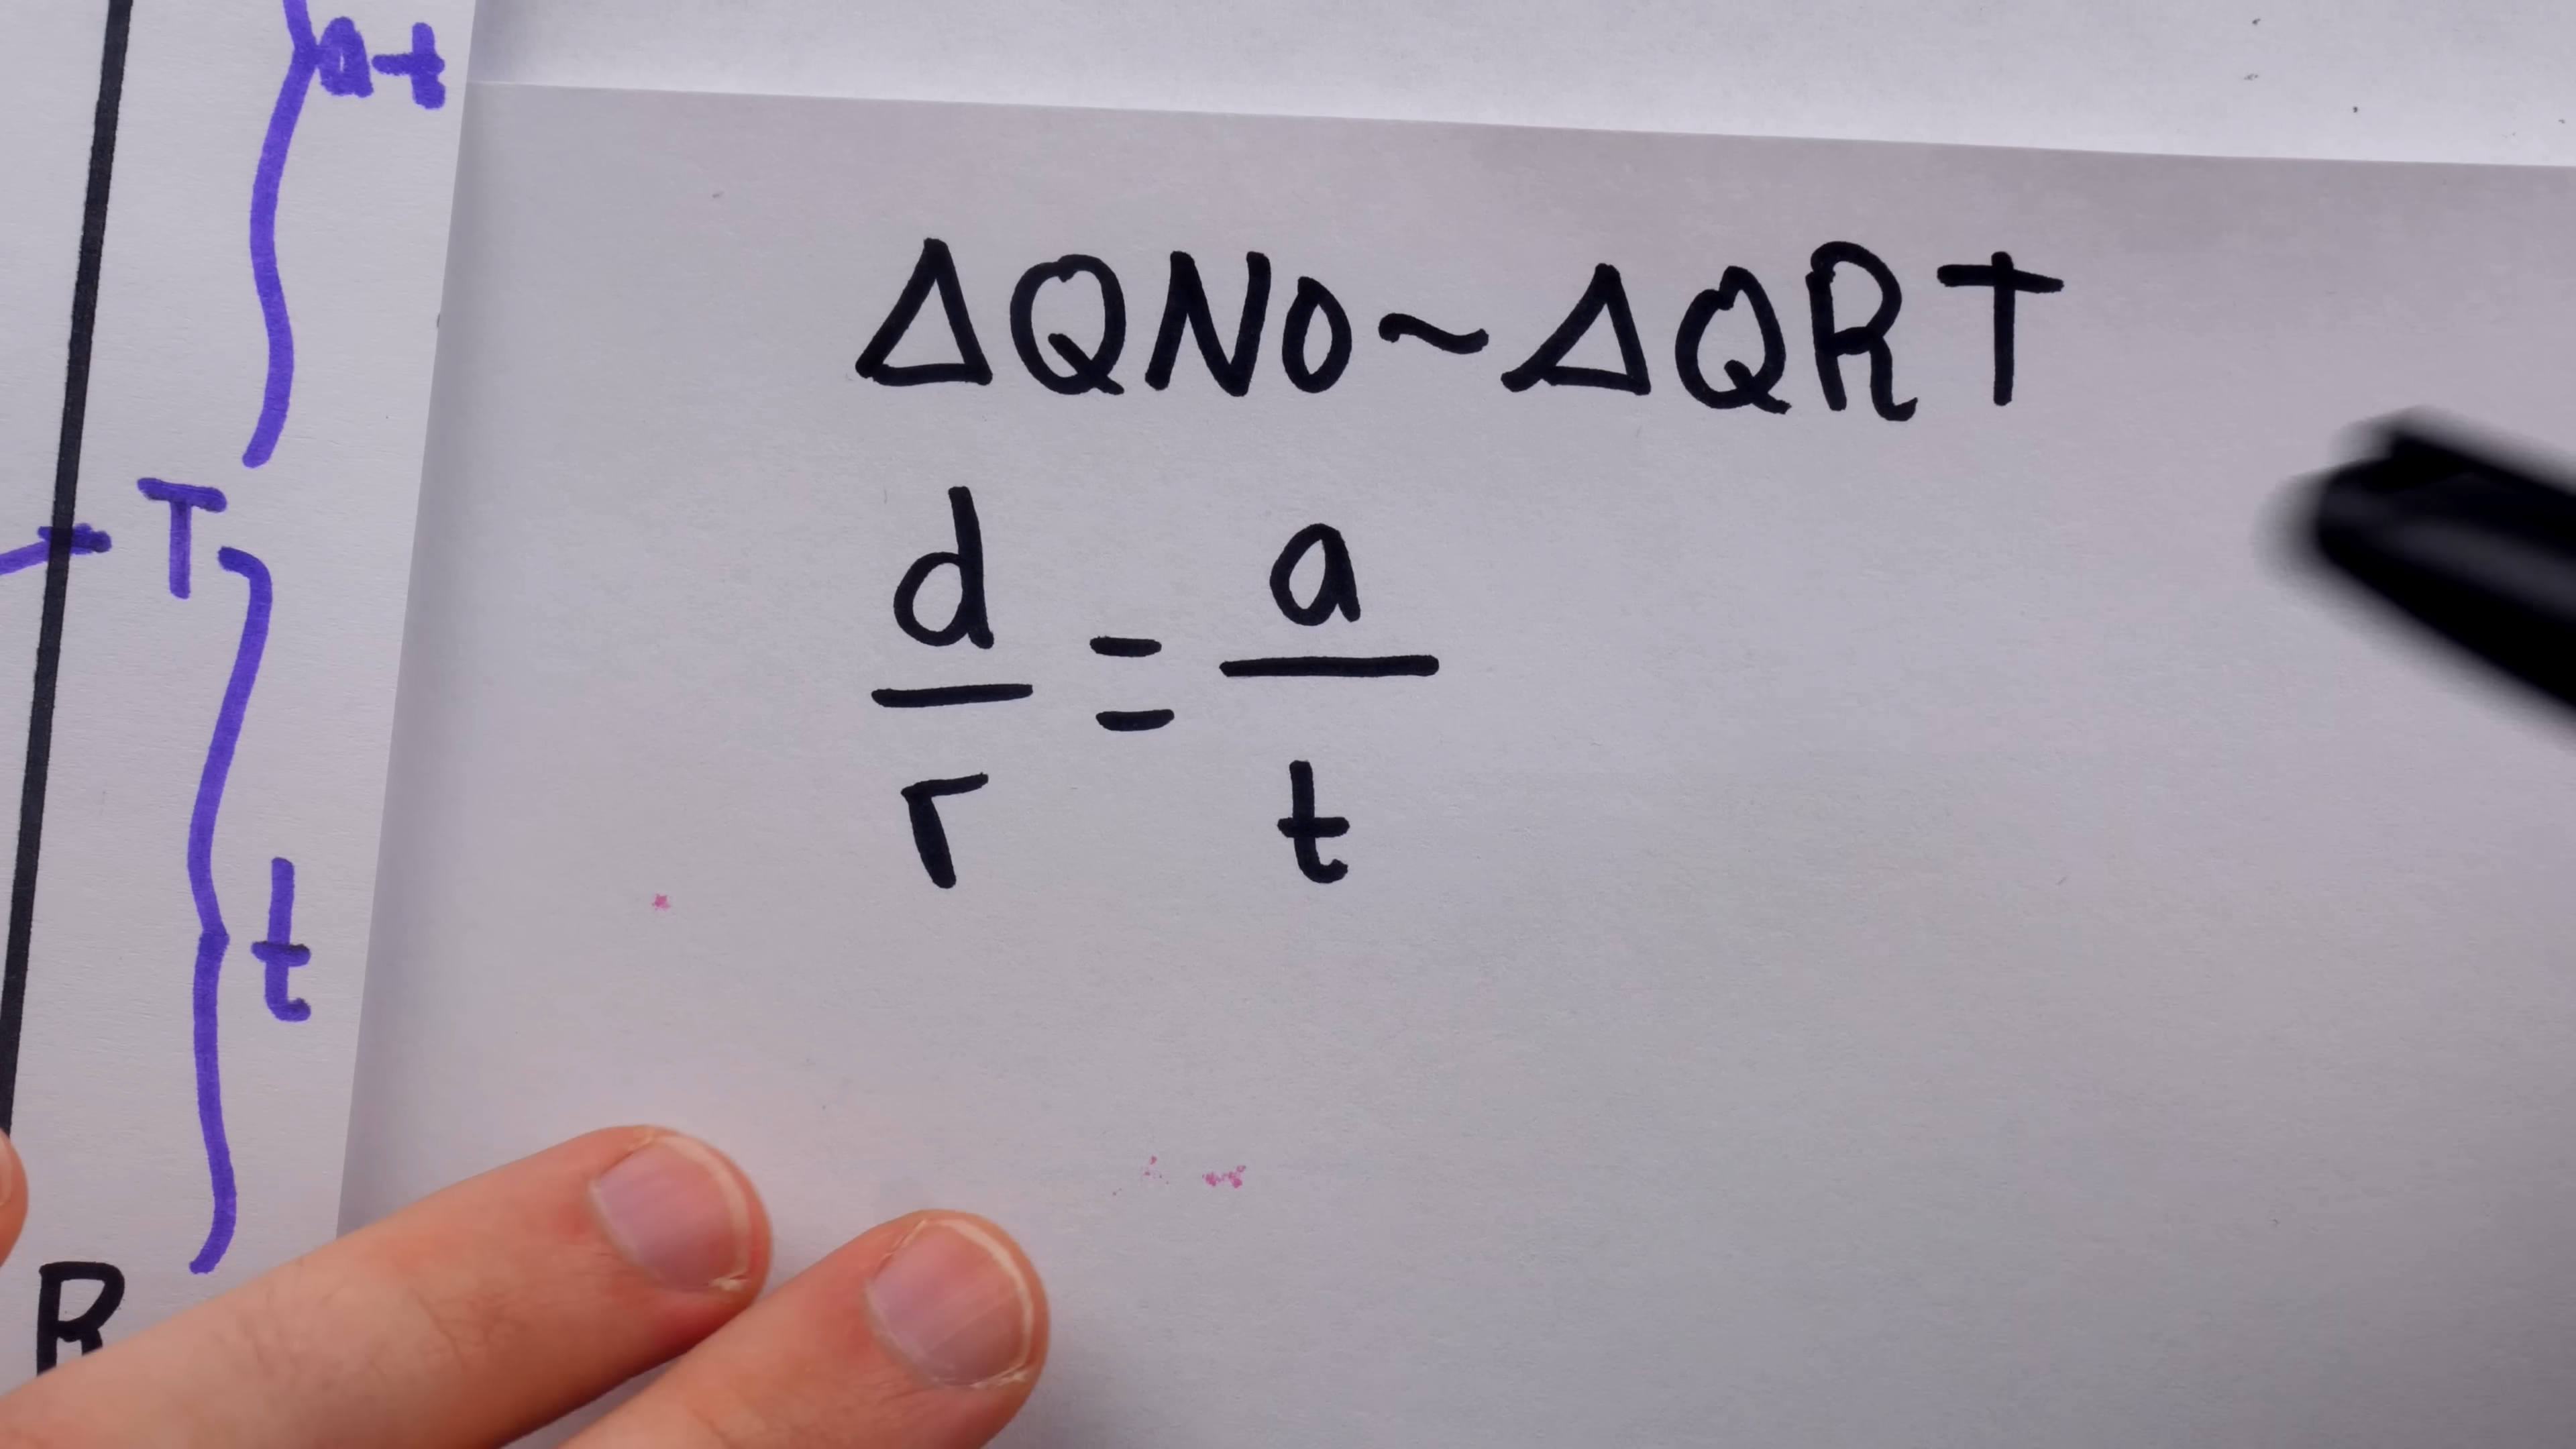 a-t
T
t
R
ΔQNO~ΔQRT
d/r = a/t